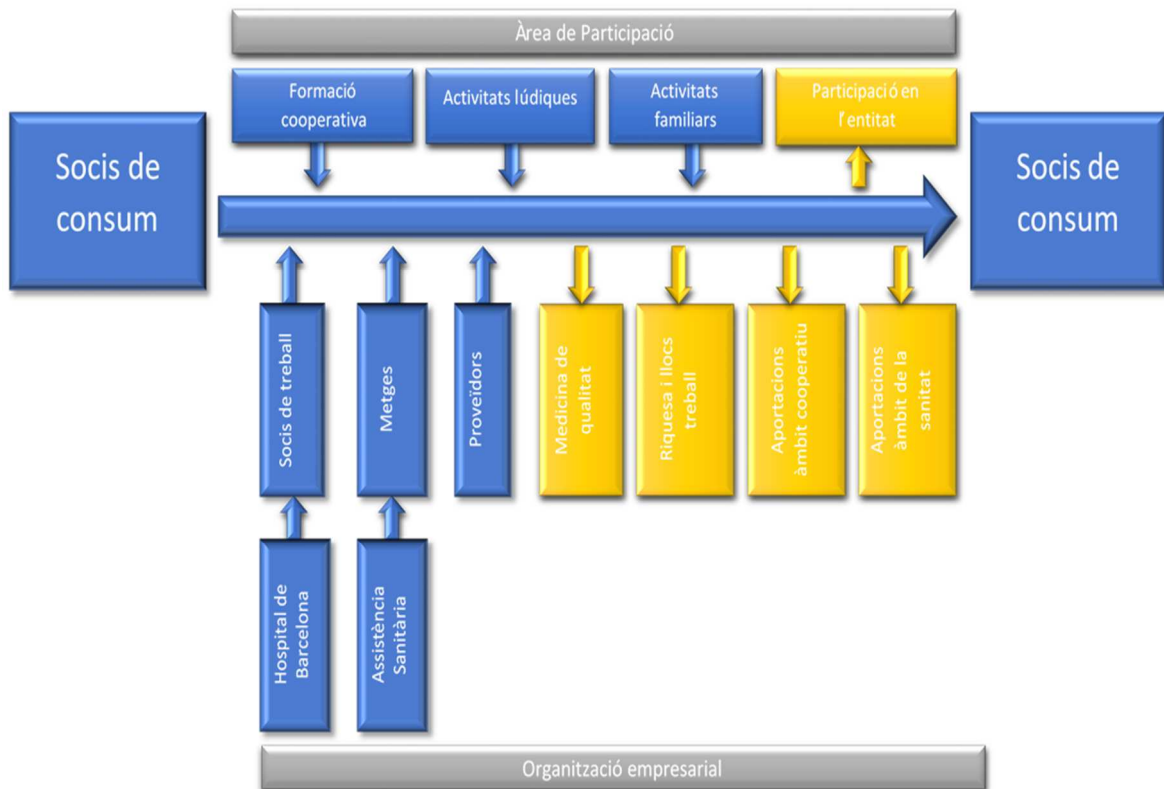 Àrea de Participació
Formació
cooperativa
Activitats lúdiques
Activitats
familiars
Participació en
l'entitat
Socis de
consum
Socis de
consum
Socis de treball
Metges
Proveïdors
Medicina de
qualitat
Riquesa i llocs
treball
Aportacions
àmbit cooperatiu
Aportacions
àmbit de la
sanitat
Hospital de
Barcelona
Assistència
Sanitària
Organització empresarial